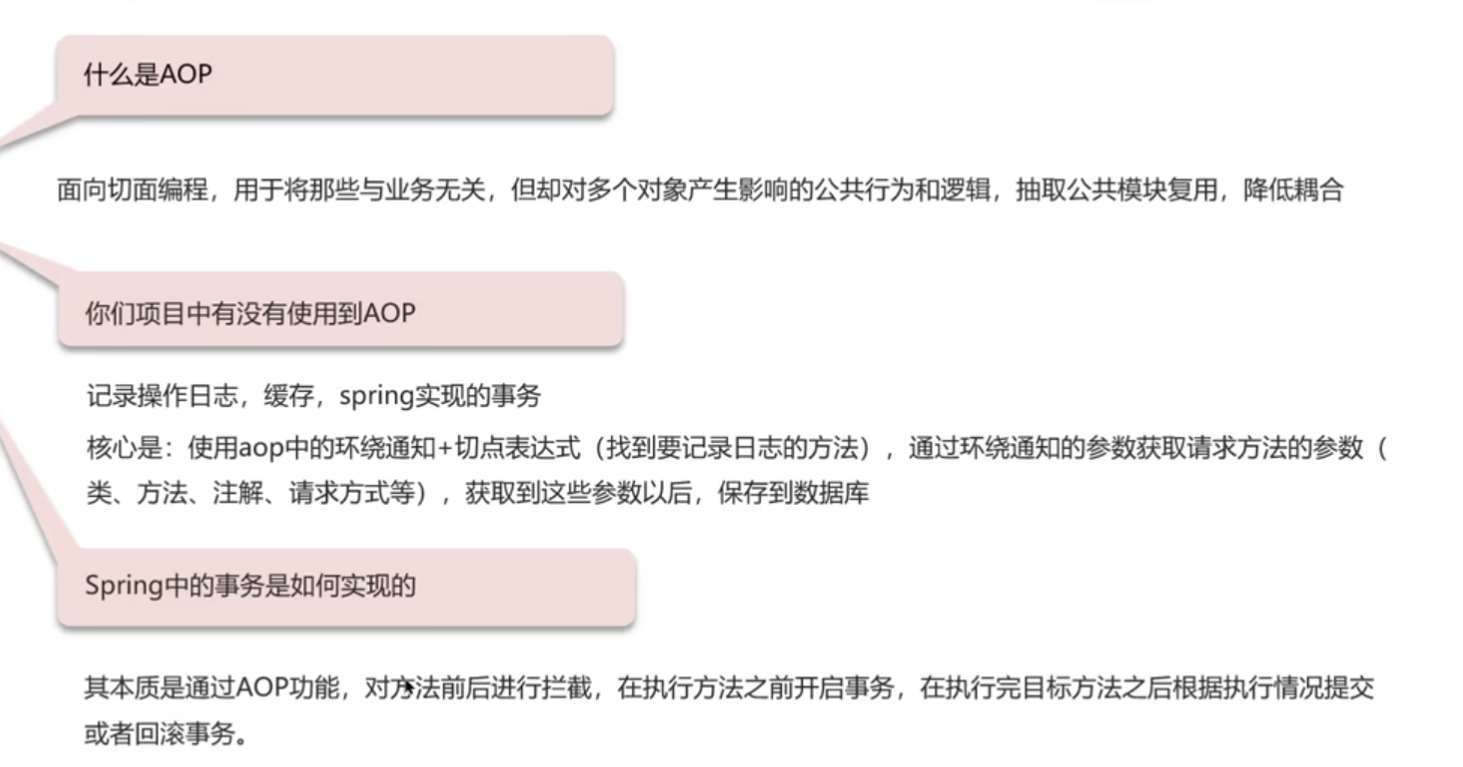 什么是AOP
面向切面编程，用于将那些与业务无关，但却对多个对象产生影响的公共行为和逻辑，抽取公共模块复用，降低耦合
你们项目中有没有使用到AOP
记录操作日志，缓存，spring实现的事务
核心是：使用aop中的环绕通知+切点表达式（找到要记录日志的方法），通过环绕通知的参数获取请求方法的参数（
类、方法、注解、请求方式等），获取到这些参数以后，保存到数据库
Spring中的事务是如何实现的
其本质是通过AOP功能，对方法前后进行拦截，在执行方法之前开启事务，在执行完目标方法之后根据执行情况提交
或者回滚事务。